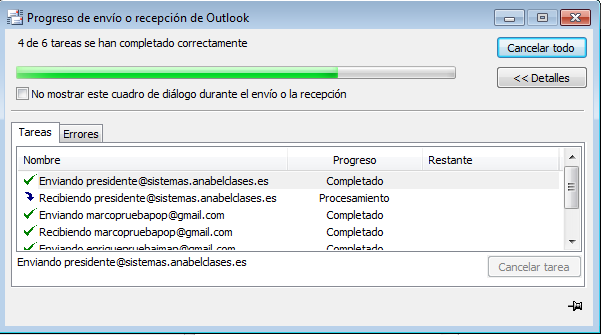 Progreso de envío o recepción de Outlook
4 de 6 tareas se han completado correctamente
Cancelar todo
<< Detalles
No mostrar este cuadro de diálogo durante el envío o la recepción
Tareas Errores
Nombre Progreso Restante
Enviando presidente@sistemas.anabelclases.es Completado
Recibiendo presidente@sistemas.anabelclases.es Procesamiento
Enviando marcopruebapop@gmail.com Completado
Recibiendo marcopruebapop@gmail.com Completado
Enviando enriquepruebaimap@gmail.com Completado
Enviando presidente@sistemas.anabelclases.es
Cancelar tarea